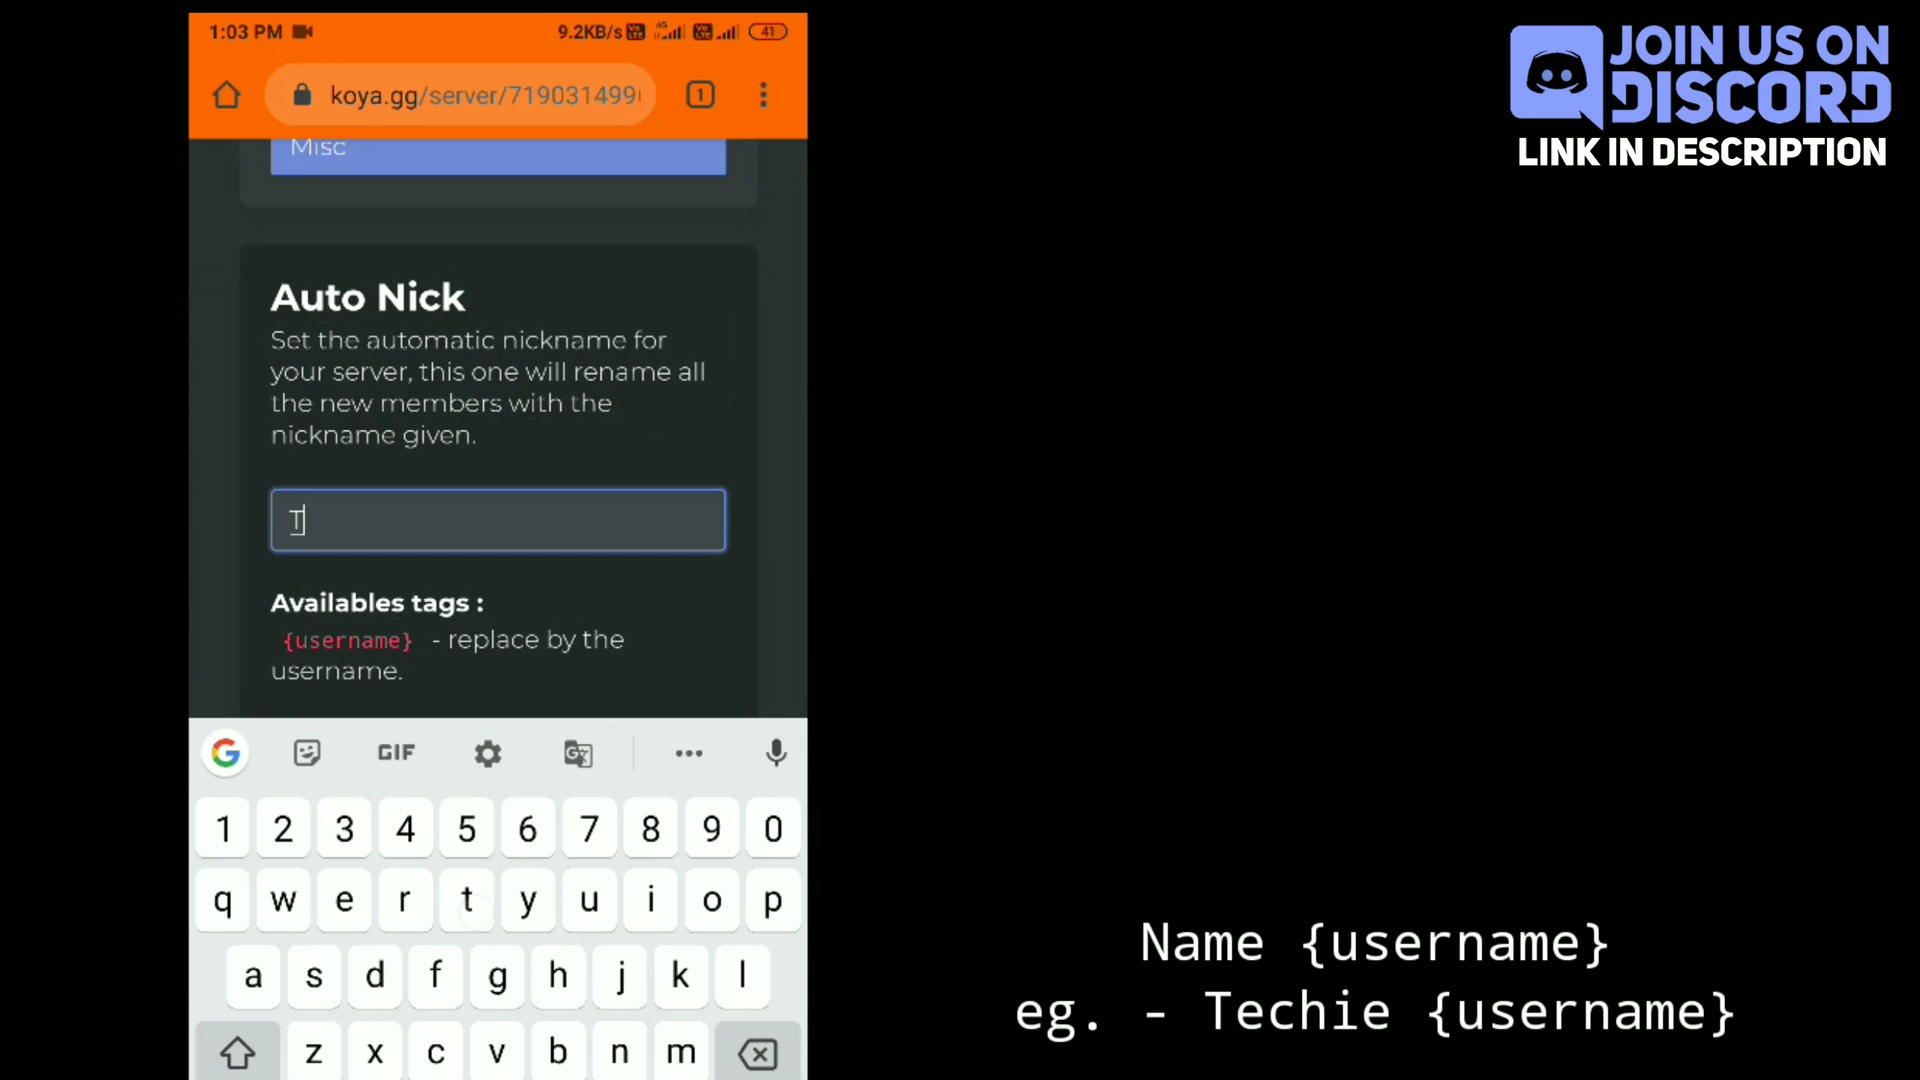 1:03 PM
9.2KB/s
41
koya.gg/server/719031499
1
Misc
Auto Nick
Set the automatic nickname for
your server, this one will rename all
the new members with the
nickname given.
T
Availables tags :
{username} - replace by the
username.
GIF
1 2 3 4 5 6 7 8 9 0
q w e r t y u i o p
a s d f g h j k l
z x c v b n m
JOIN US ON
DISCORD
LINK IN DESCRIPTION
Name {username}
eg. - Techie {username}